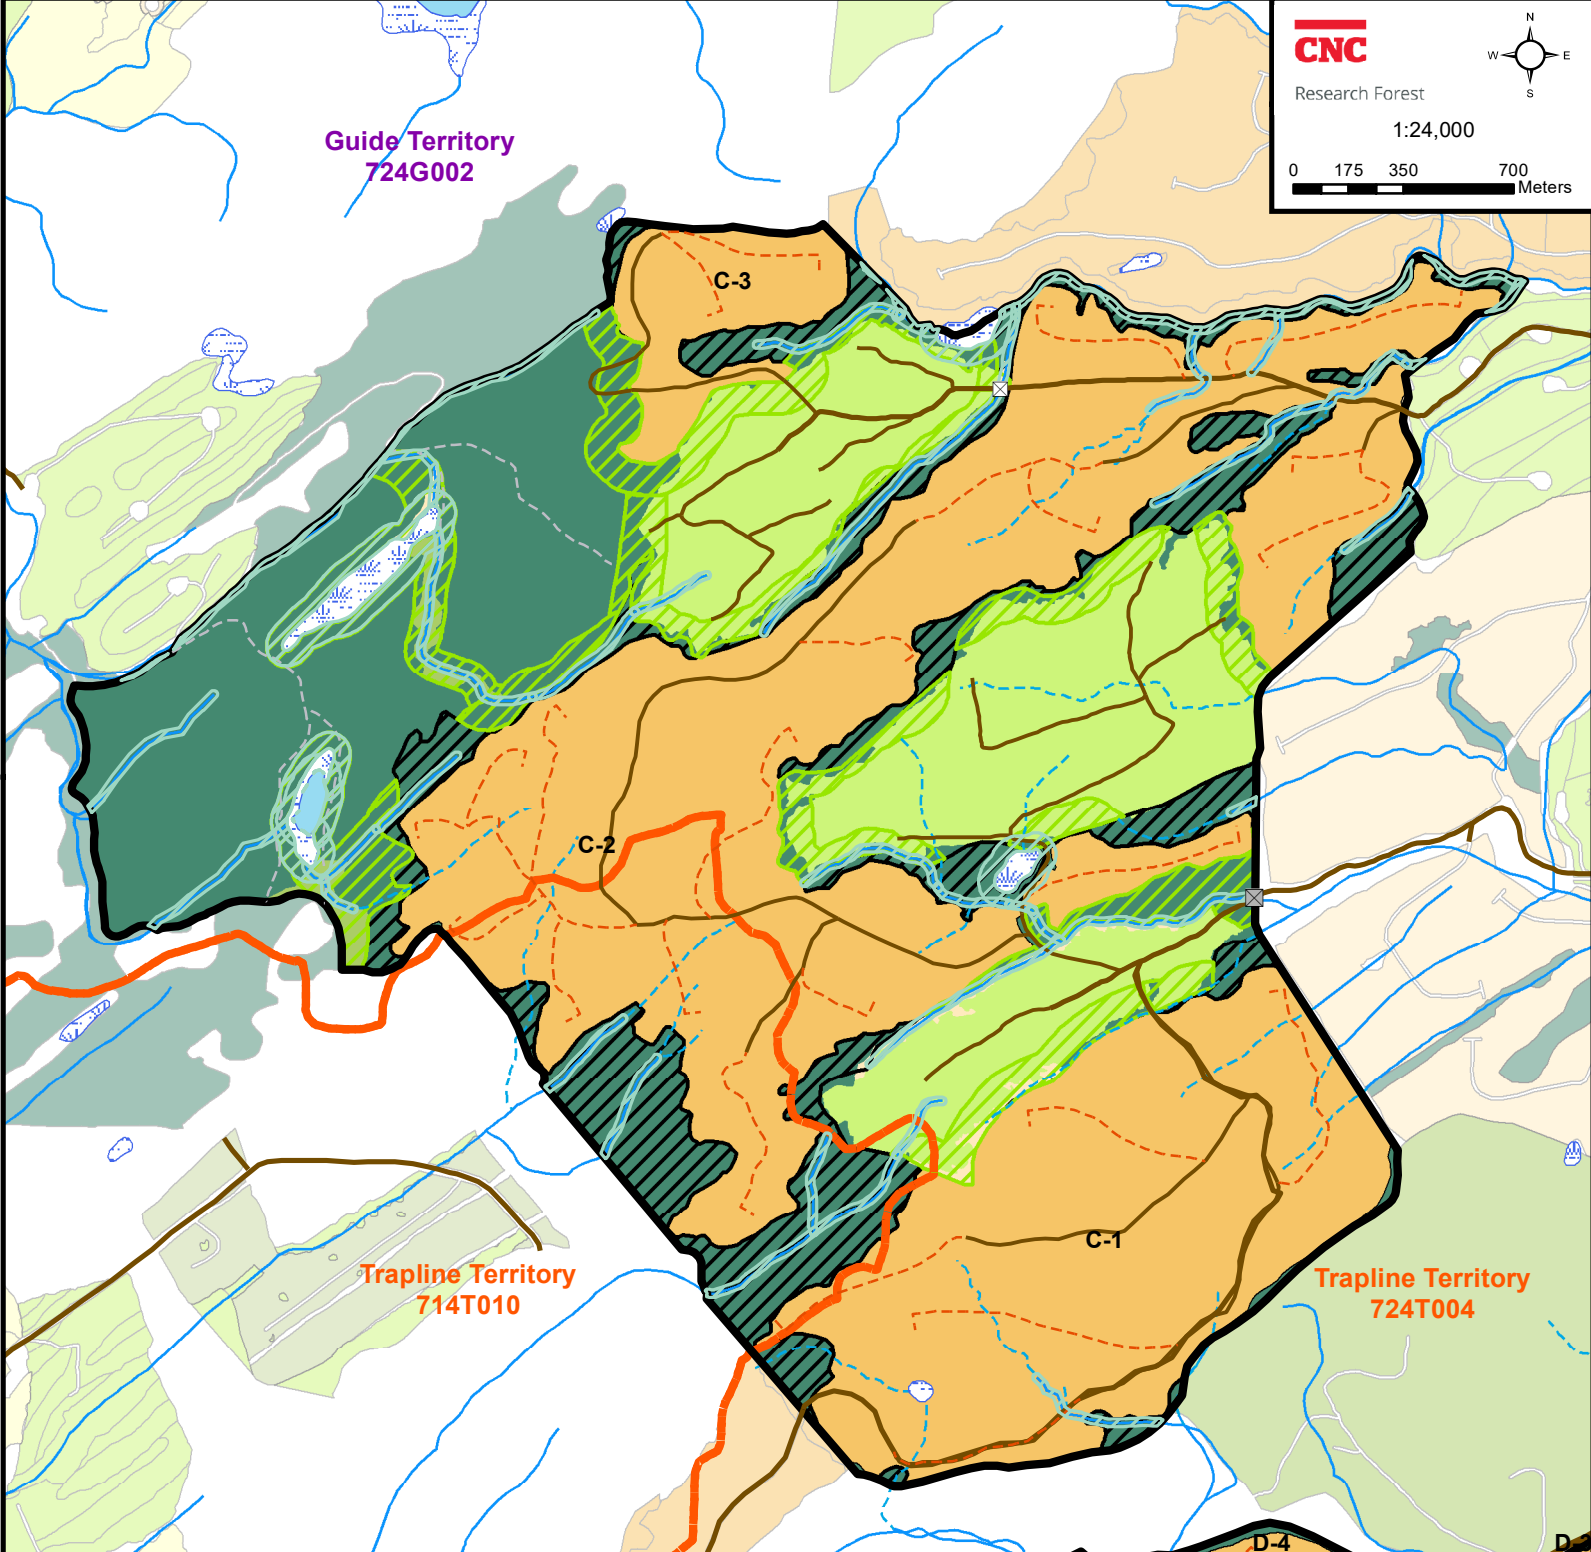 CNC
Research Forest
N
W E
S
1:24,000
0 175 350 700
Meters
Guide Territory
724G002
C-3
C-2
C-1
Trapline Territory
714T010
Trapline Territory
724T004
D-4